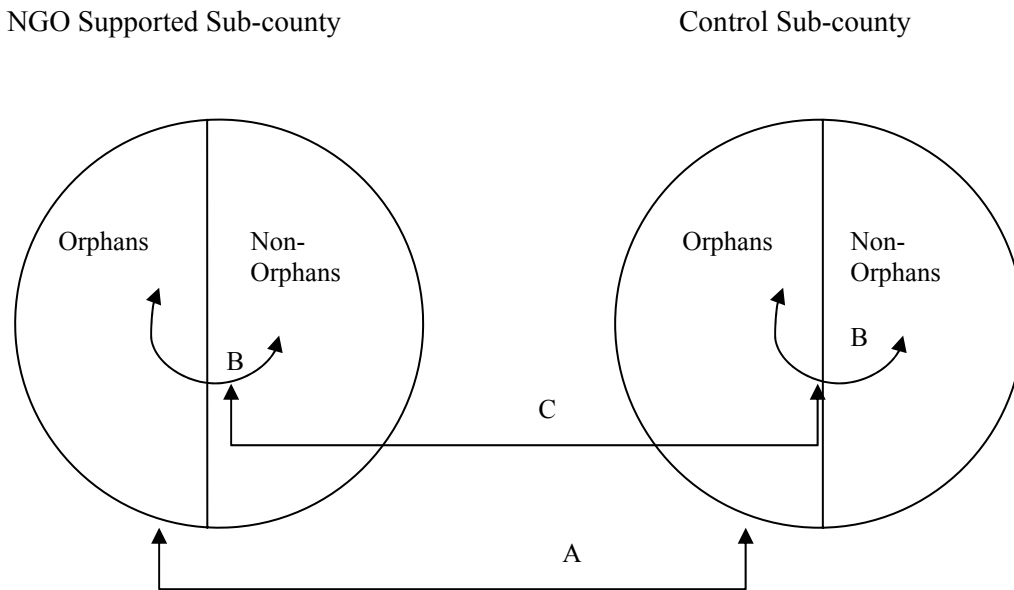 NGO Supported Sub-county
Control Sub-county
Orphans
Non-
Orphans
B
Orphans
Non-
Orphans
B
C
A